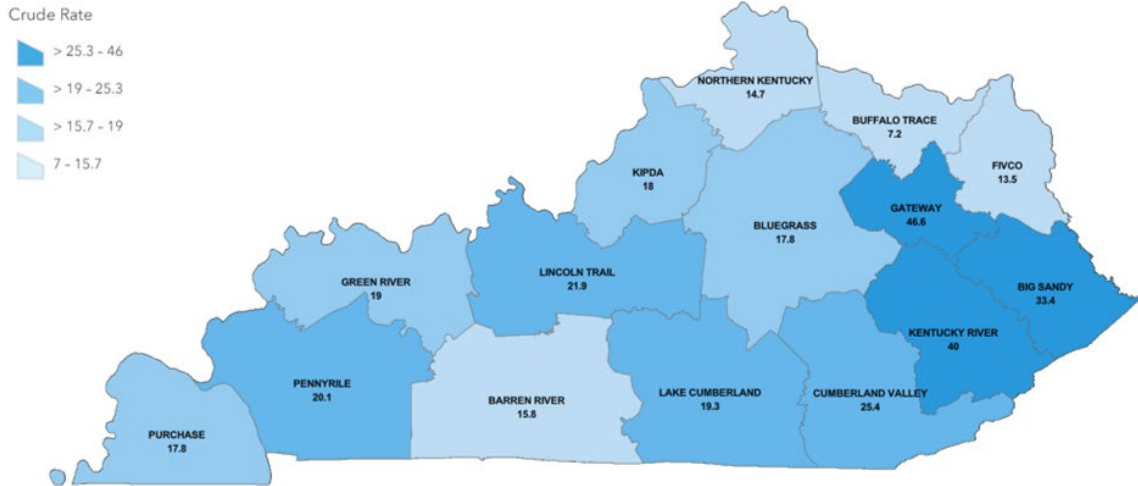 Crude Rate
> 25.3 - 46
> 19 - 25.3
> 15.7 - 19
7 - 15.7
NORTHERN KENTUCKY
14.7
BUFFALO TRACE
7.2
FIVCO
13.5
KIPDA
18
GATEWAY
46.6
BLUEGRASS
17.8
LINCOLN TRAIL
21.9
GREEN RIVER
19
BIG SANDY
33.4
KENTUCKY RIVER
40
PENNYRILE
20.1
LAKE CUMBERLAND
19.3
CUMBERLAND VALLEY
25.4
BARREN RIVER
15.8
PURCHASE
17.8